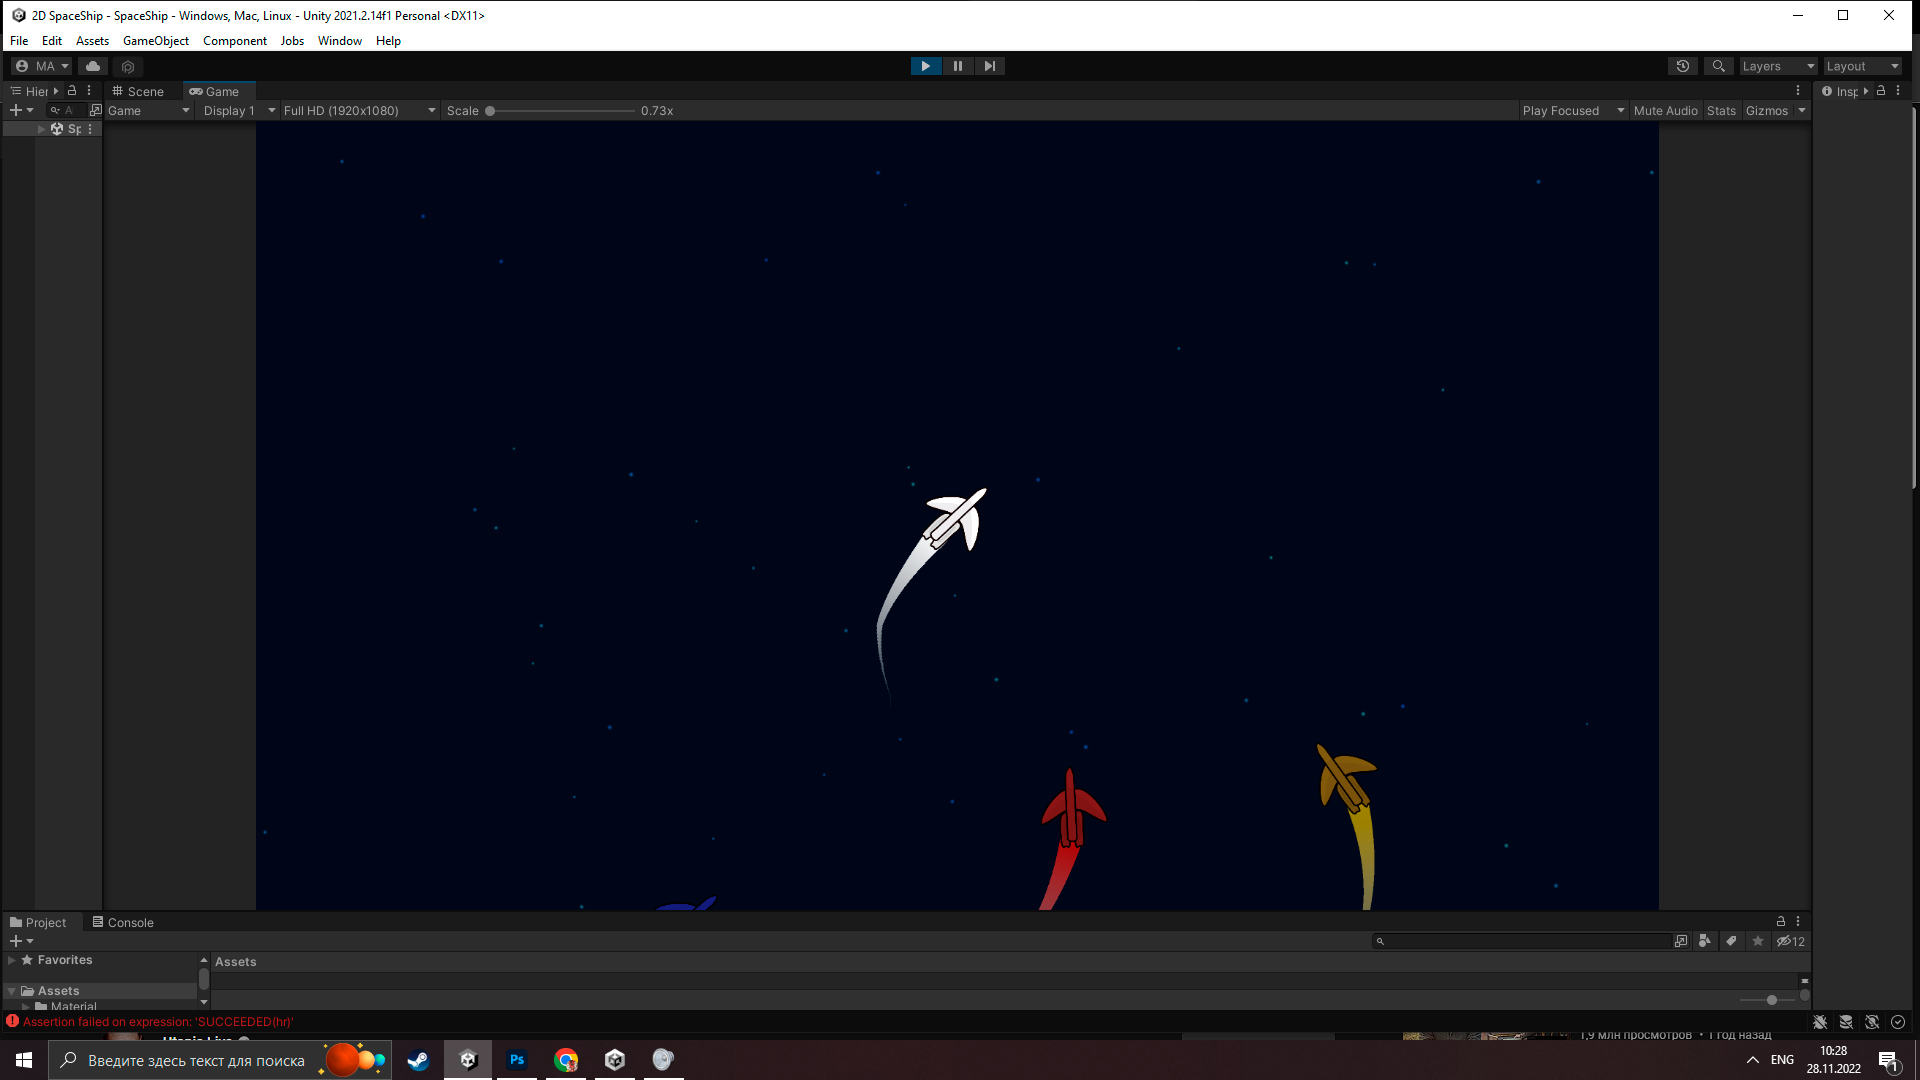 2D SpaceShip - SpaceShip - Windows, Mac, Linux - Unity 2021.2.14f1 Personal <DX11>
File Edit Assets GameObject Component Jobs Window Help
MA Layers Layout
Hier Scene Game Insp
Game Display 1 Full HD (1920x1080) Scale 0.73x Play Focused Mute Audio Stats Gizmos
Sp
Project Console
12
Favorites Assets
Assets
Material
Assertion failed on expression: 'SUCCEEDED(hr)'
1,9 млн просмотров • 1 год назад
Введите здесь текст для поиска Ps ENG 10:28
28.11.2022 1